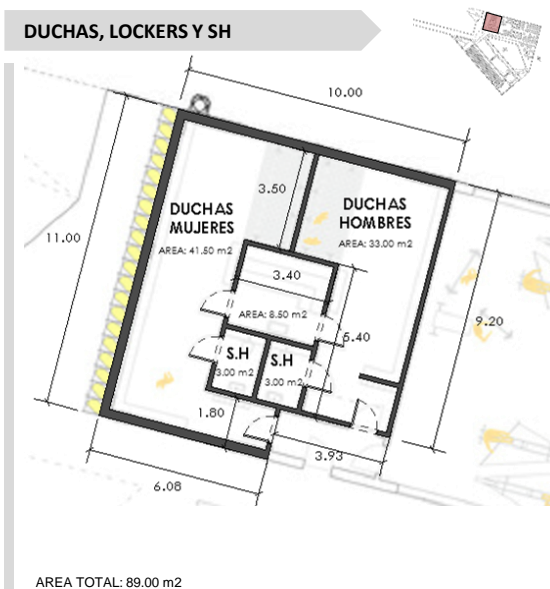 DUCHAS, LOCKERS Y SH
10.00
11.00
3.50
DUCHAS
MUJERES
AREA: 41.50 m2
DUCHAS
HOMBRES
AREA: 33.00 m2
3.40
AREA: 8.50 m2
5.40
9.20
S.H
3.00 m2
S.H
3.00 m2
1.80
3.93
6.08
AREA TOTAL: 89.00 m2